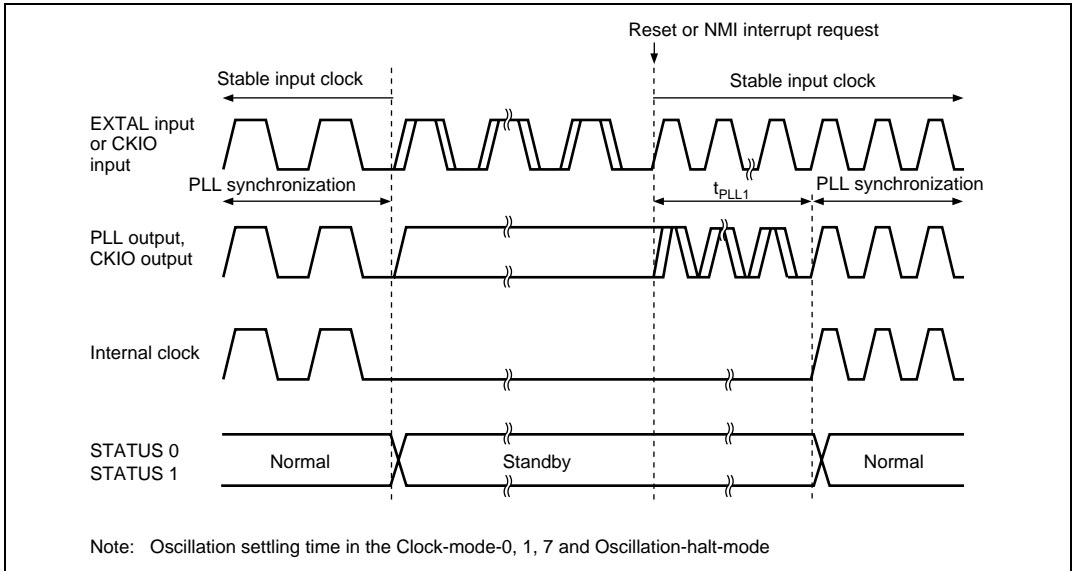 Reset or NMI interrupt request
Stable input clock
Stable input clock
EXTAL input
or CKIO
input
PLL synchronization
tPLL1
PLL synchronization
PLL output,
CKIO output
Internal clock
STATUS 0
STATUS 1
Normal
Standby
Normal
Note: Oscillation settling time in the Clock-mode-0, 1, 7 and Oscillation-halt-mode